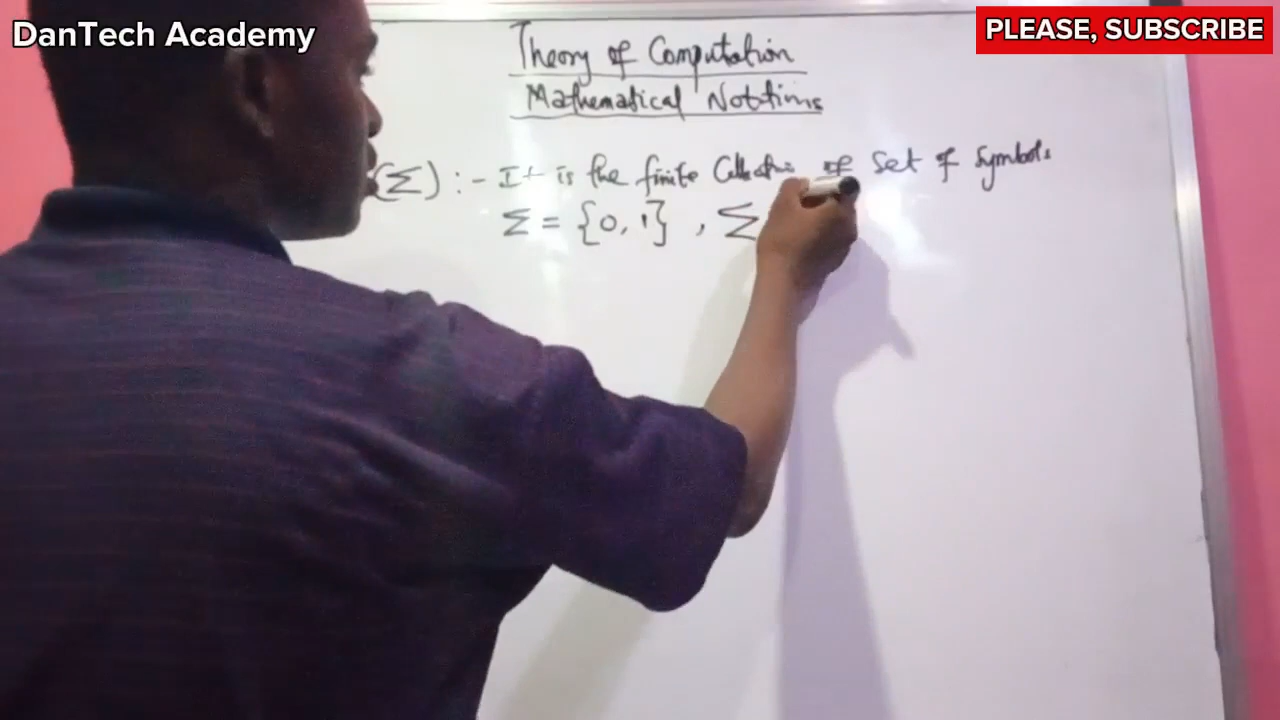 DanTech Academy
PLEASE, SUBSCRIBE
Theory of Computation
Mathematical Nottins
(Σ) :- It is the finite Collection of Set of Symbols
Σ = {0, 1} , Σ